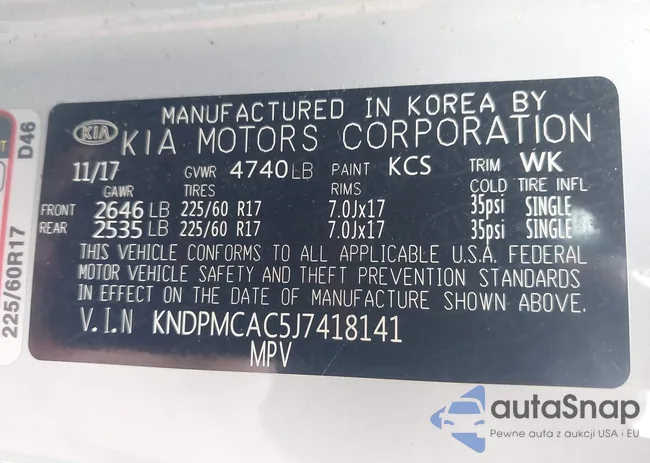 MANUFACTURED IN KOREA BY
KIA KIA MOTORS CORPORATION
11/17 GVWR 4740 LB PAINT KCS TRIM WK
GAWR TIRES RIMS COLD TIRE INFL
FRONT 2646 LB 225/60 R17 7.0Jx17 35psi SINGLE
REAR 2535 LB 225/60 R17 7.0Jx17 35psi SINGLE
THIS VEHICLE CONFORMS TO ALL APPLICABLE U.S.A. FEDERAL
MOTOR VEHICLE SAFETY AND THEFT PREVENTION STANDARDS
IN EFFECT ON THE DATE OF MANUFACTURE SHOWN ABOVE.
V.I.N KNDPMCAC5J7418141
MPV
225/60R17 D46
autaSnap
Pewne auta z aukcji USA i EU